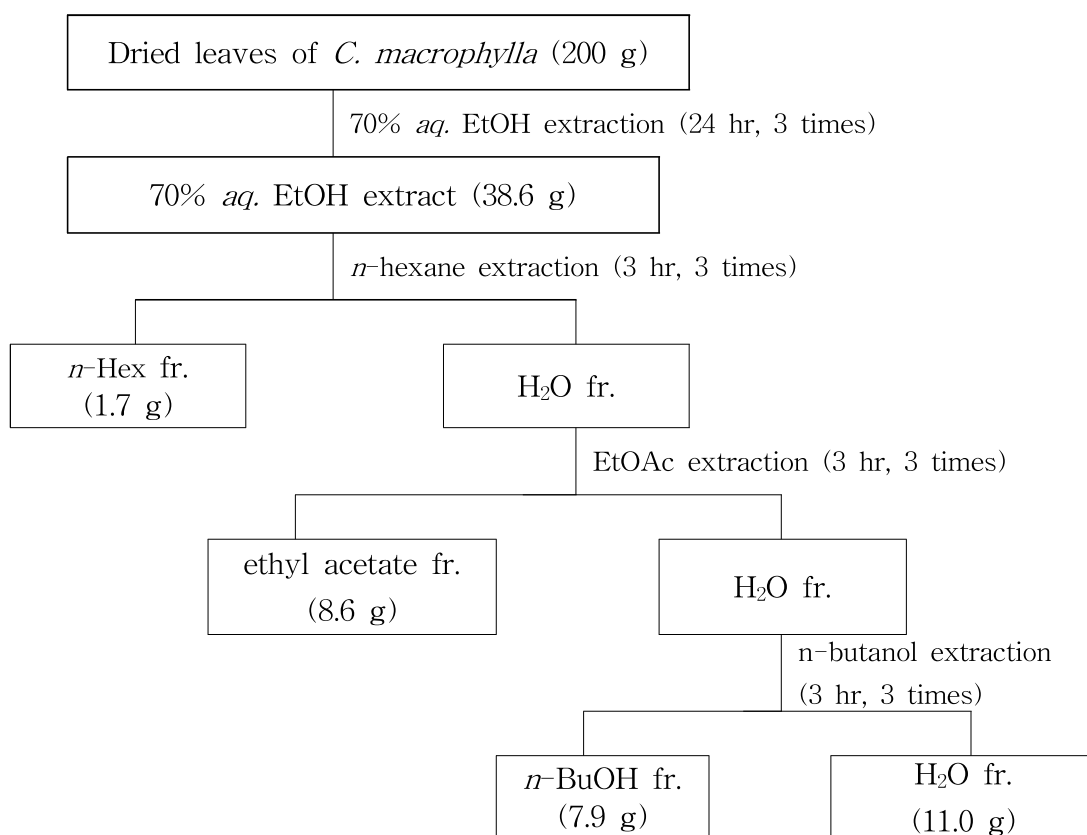 Dried leaves of C. macrophylla (200 g)
70% aq. EtOH extraction (24 hr, 3 times)
70% aq. EtOH extract (38.6 g)
n-hexane extraction (3 hr, 3 times)
n-Hex fr.
(1.7 g)
H₂O fr.
EtOAc extraction (3 hr, 3 times)
ethyl acetate fr.
(8.6 g)
H₂O fr.
n-butanol extraction
(3 hr, 3 times)
n-BuOH fr.
(7.9 g)
H₂O fr.
(11.0 g)